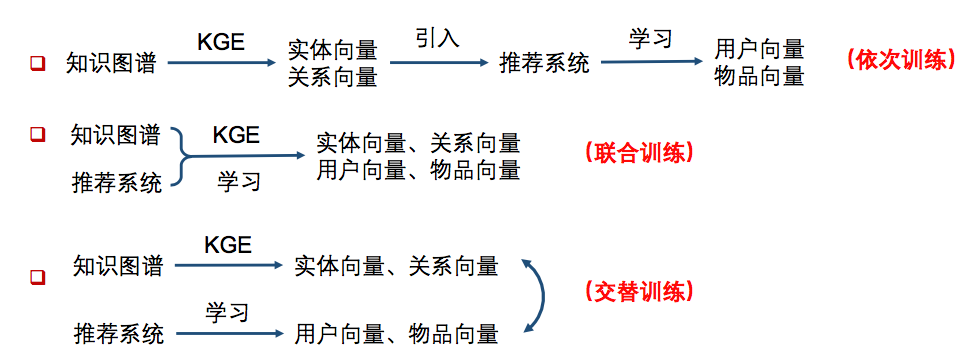 KGE 引入 学习
知识图谱 实体向量 推荐系统 用户向量 (依次训练)
关系向量 物品向量
知识图谱 KGE
实体向量、关系向量 (联合训练)
用户向量、物品向量
推荐系统 学习
KGE
知识图谱 实体向量、关系向量
(交替训练)
学习
推荐系统 用户向量、物品向量